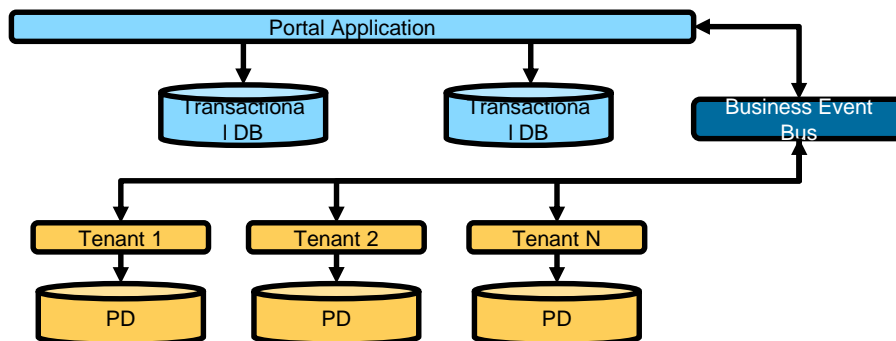 Portal Application
Transactiona
l DB
Transactiona
l DB
Business Event
Bus
Tenant 1
Tenant 2
Tenant N
PD
PD
PD